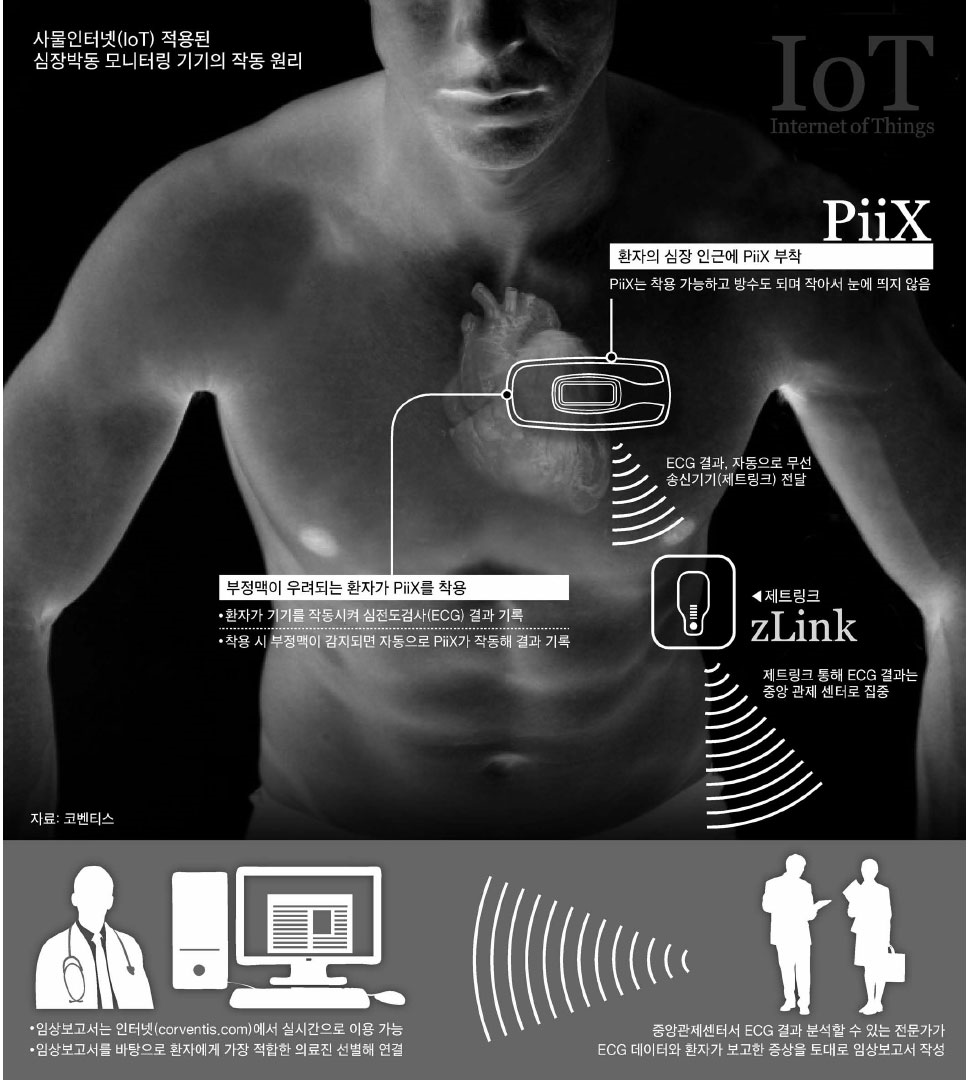 사물인터넷(IoT) 적용된
심장박동 모니터링 기기의 작동 원리
IoT
Internet of Things
PiiX
환자의 심장 인근에 PiiX 부착
PiiX는 착용 가능하고 방수도 되며 작아서 눈에 띄지 않음
ECG 결과, 자동으로 무선
송신기기(제트링크) 전달
부정맥이 우려되는 환자가 PiiX를 착용
•환자가 기기를 작동시켜 심전도검사(ECG) 결과 기록
•착용 시 부정맥이 감지되면 자동으로 PiiX가 작동해 결과 기록
◀제트링크
zLink
제트링크 통해 ECG 결과는
중앙 관제 센터로 집중
자료: 코벤티스
•임상보고서는 인터넷(corventis.com)에서 실시간으로 이용 가능
•임상보고서를 바탕으로 환자에게 가장 적합한 의료진 선별해 연결
중앙관제센터서 ECG 결과 분석할 수 있는 전문가가
ECG 데이터와 환자가 보고한 증상을 토대로 임상보고서 작성